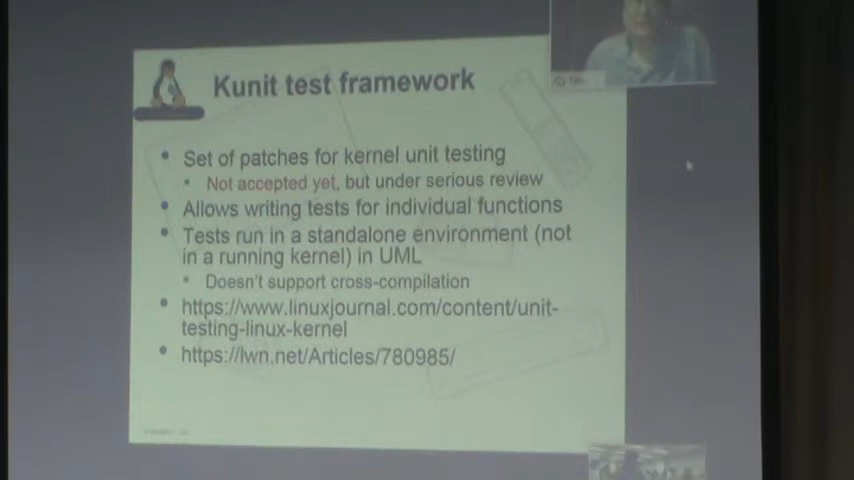 Kunit test framework
• Set of patches for kernel unit testing
• Not accepted yet, but under serious review
• Allows writing tests for individual functions
• Tests run in a standalone environment (not
in a running kernel) in UML
• Doesn't support cross-compilation
• https://www.linuxjournal.com/content/unit-
testing-linux-kernel
• https://lwn.net/Articles/780985/